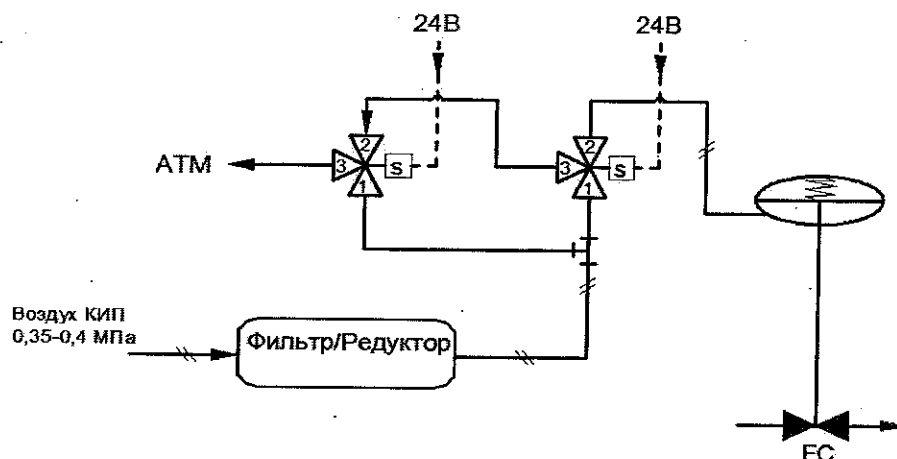 24В 24В
2 2
АТМ 3 s 3 s
1 1
Воздух КИП
0,35-0,4 МПа
Фильтр/Редуктор
FC